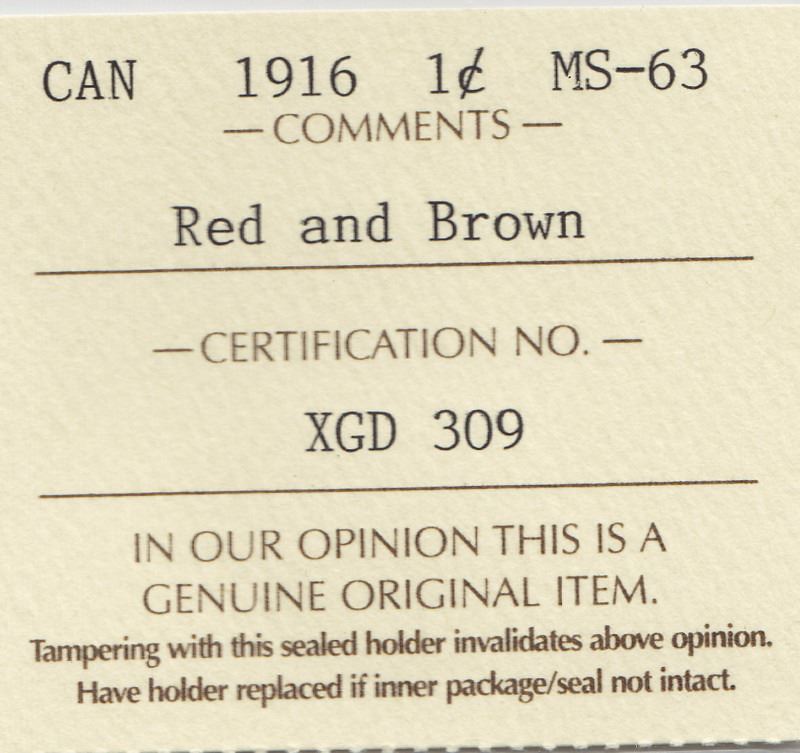 CAN 1916 1¢ MS-63
— COMMENTS —
Red and Brown
— CERTIFICATION NO. —
XGD 309
IN OUR OPINION THIS IS A
GENUINE ORIGINAL ITEM.
Tampering with this sealed holder invalidates above opinion.
Have holder replaced if inner package/seal not intact.